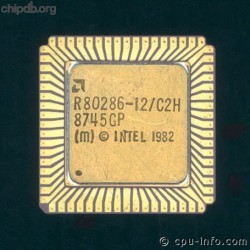 chipdb.org
R80286-12/C2H
8745GP
(m) © INTEL 1982
© cpu-info.com